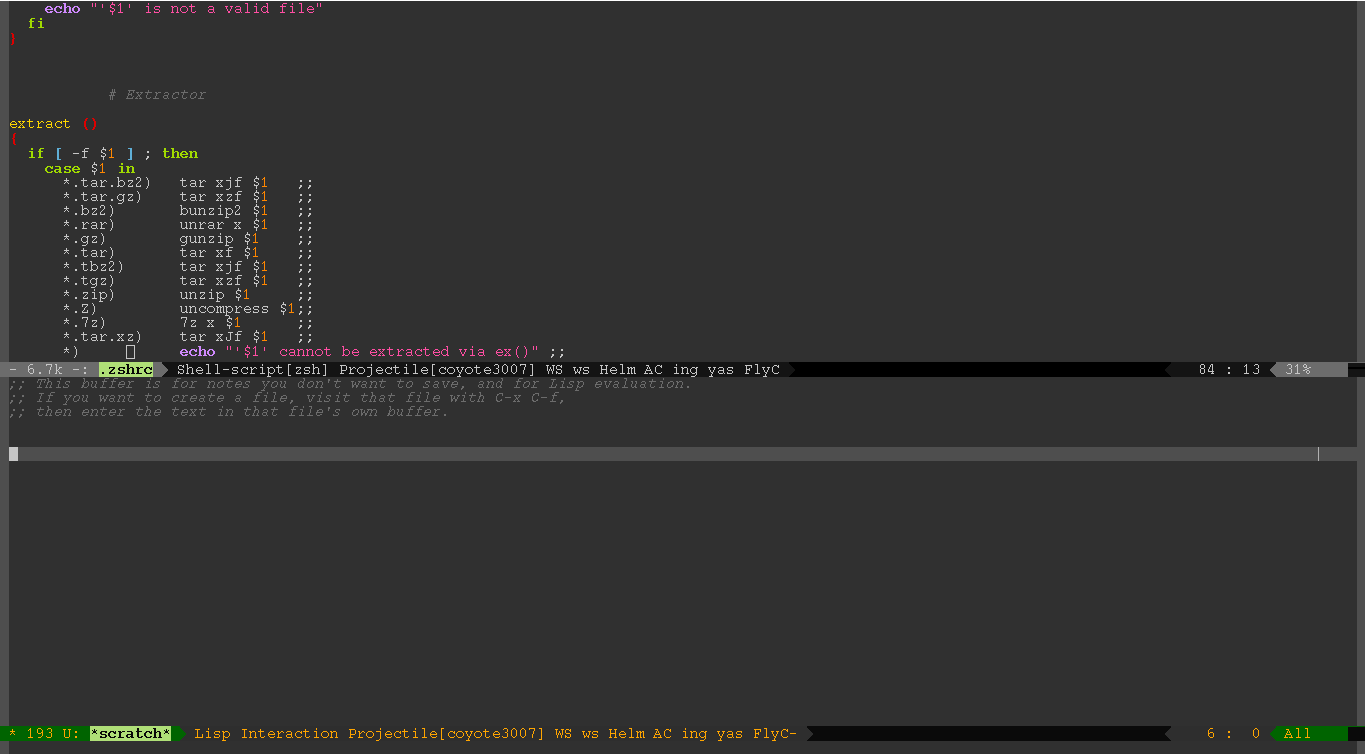 echo "'$1' is not a valid file"
  fi
}
           # Extractor
extract ()
{
  if [ -f $1 ] ; then
    case $1 in
      *.tar.bz2)   tar xjf $1   ;;
      *.tar.gz)    tar xzf $1   ;;
      *.bz2)       bunzip2 $1   ;;
      *.rar)       unrar x $1   ;;
      *.gz)        gunzip $1    ;;
      *.tar)       tar xf $1    ;;
      *.tbz2)      tar xjf $1   ;;
      *.tgz)       tar xzf $1   ;;
      *.zip)       unzip $1     ;;
      *.Z)         uncompress $1;;
      *.7z)        7z x $1      ;;
      *.tar.xz)    tar xJf $1   ;;
      *)           echo "'$1' cannot be extracted via ex()" ;;
- 6.7k -: .zshrc Shell-script[zsh] Projectile[coyote3007] WS ws Helm AC ing yas FlyC 84 : 13 31%
;; This buffer is for notes you don't want to save, and for Lisp evaluation.
;; If you want to create a file, visit that file with C-x C-f,
;; then enter the text in that file's own buffer.
* 193 U: *scratch* Lisp Interaction Projectile[coyote3007] WS ws Helm AC ing yas FlyC- 6 : 0 All